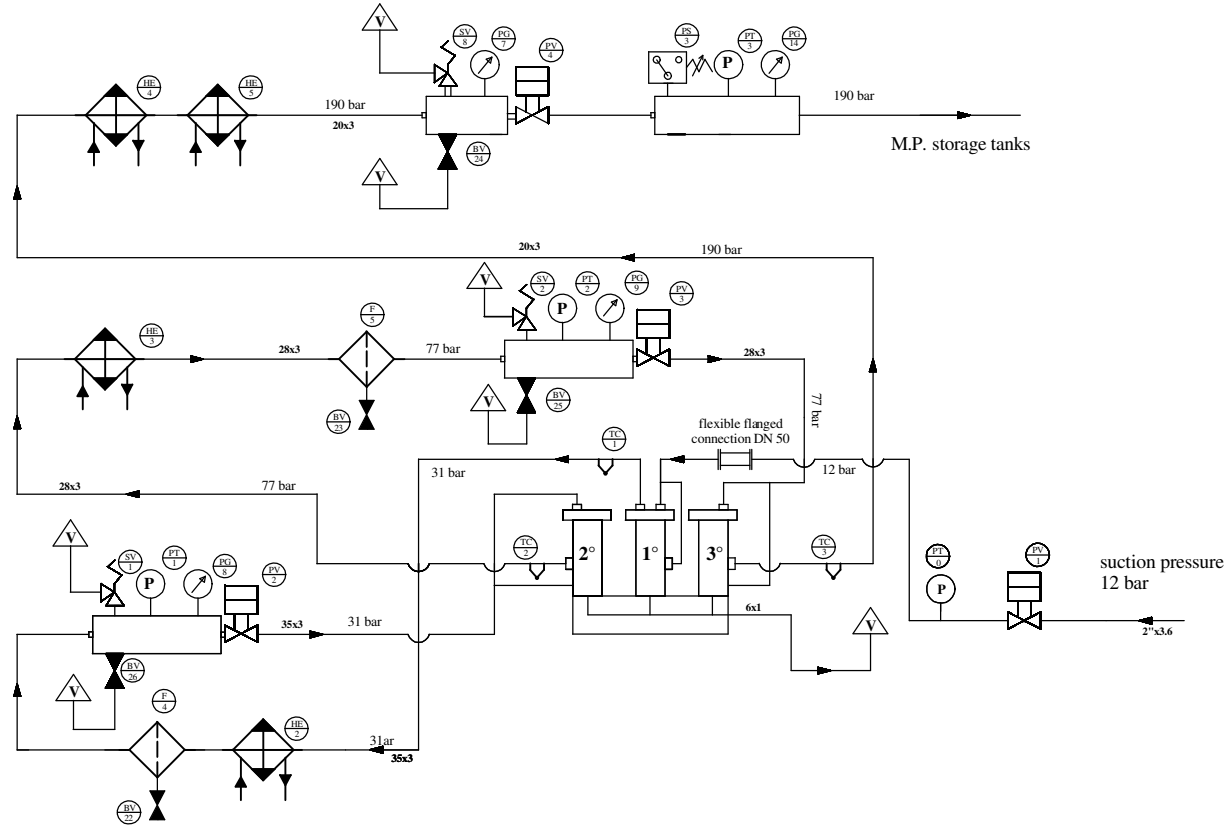 V
SV
8
PG
7
PV
4
PS
3
PT
3
PG
14
P
HE
4
HE
5
190 bar
20x3
190 bar
M.P. storage tanks
BV
24
V
20x3
190 bar
V
SV
2
PT
2
PG
9
PV
3
P
HE
3
F
5
28x3
77 bar
28x3
BV
23
V
BV
25
77 bar
flexible flanged
connection DN 50
TC
1
31 bar
12 bar
28x3
77 bar
V
SV
1
PT
1
PG
8
PV
2
P
TC
2
2°
1°
3°
TC
3
PT
0
P
PV
1
suction pressure
12 bar
2"x3.6
35x3
31 bar
6x1
V
V
BV
26
F
4
HE
2
31ar
35x3
BV
22